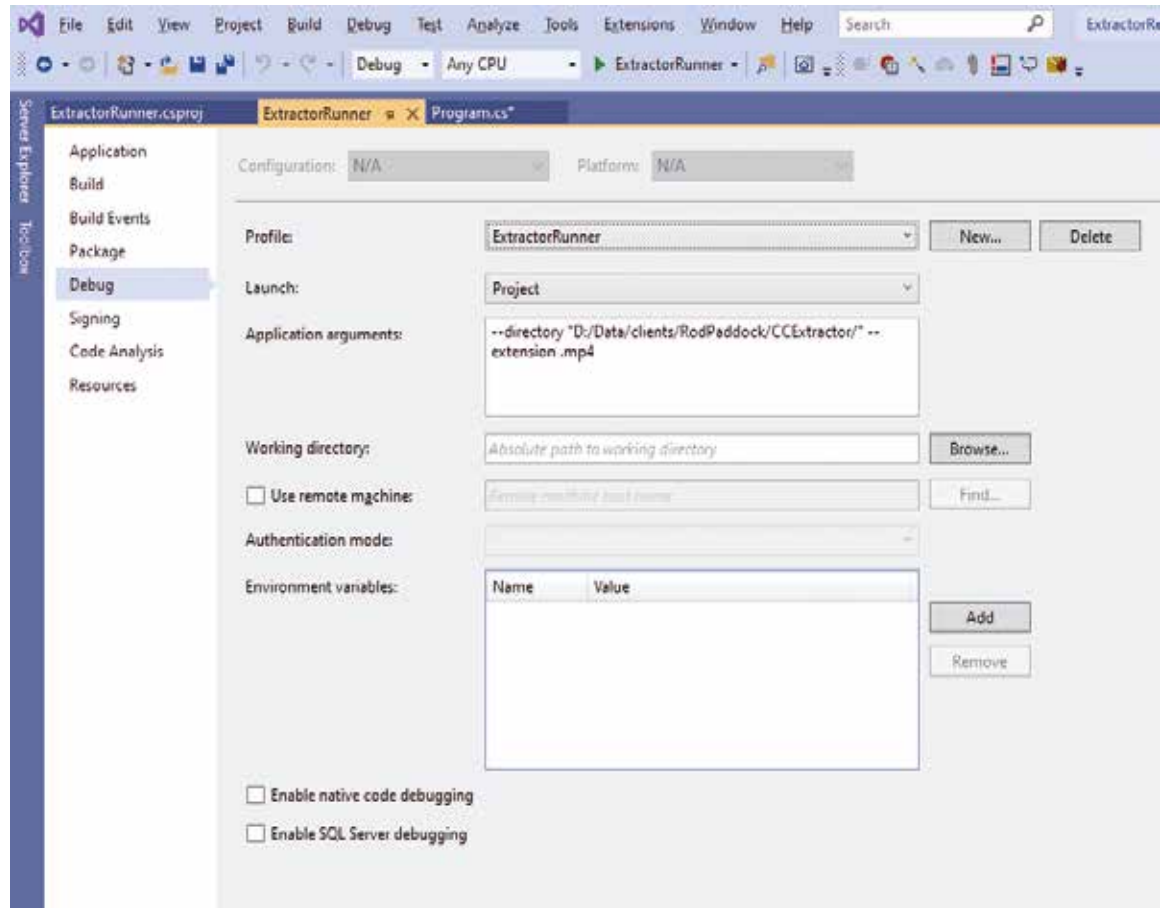 File Edit View Project Build Debug Test Analyze Tools Extensions Window Help Search ExtractorRe
Debug Any CPU ExtractorRunner
Server Explorer
Toolbox
ExtractorRunner.csproj ExtractorRunner Program.cs*
Application
Build
Build Events
Package
Debug
Signing
Code Analysis
Resources
Configuration: N/A Platform: N/A
Profile: ExtractorRunner New... Delete
Launch: Project
Application arguments: --directory "D:/Data/clients/RodPaddock/CCExtractor/" --
extension .mp4
Working directory: Absolute path to working directory Browse...
Use remote machine: Find...
Authentication mode:
Environment variables: Name Value
Add
Remove
Enable native code debugging
Enable SQL Server debugging